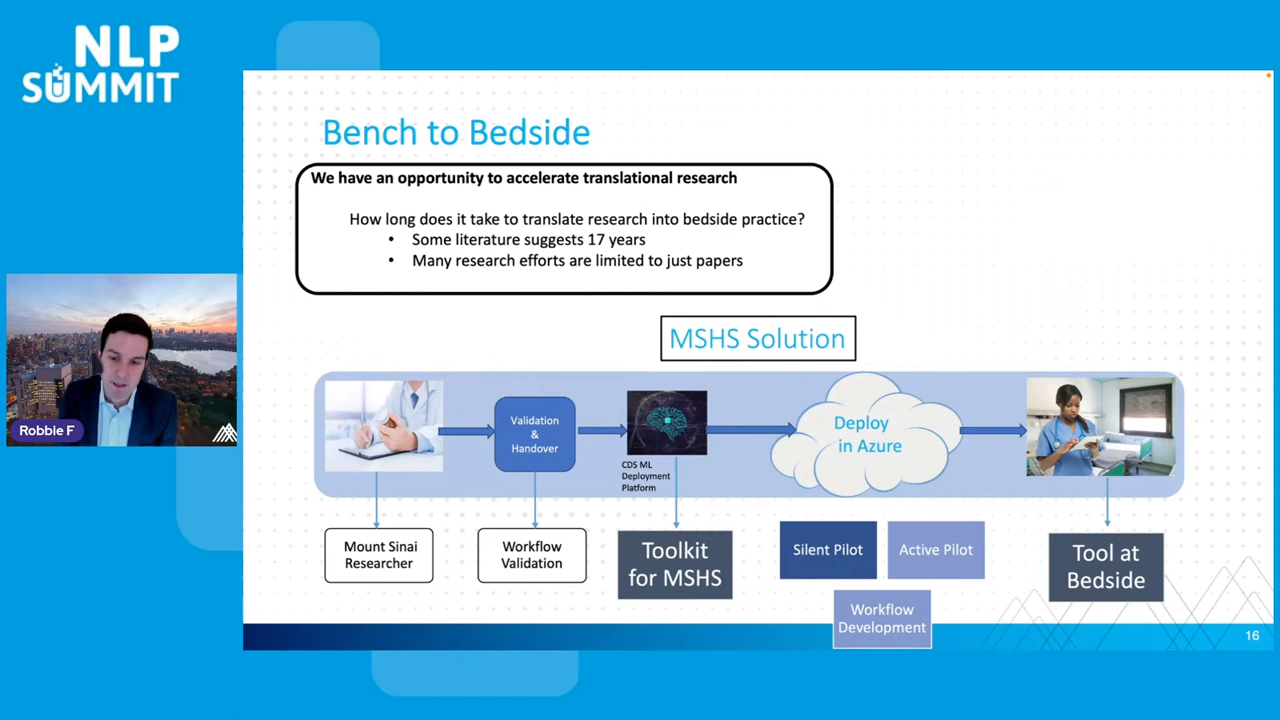 NLP
SUMMIT
Bench to Bedside
We have an opportunity to accelerate translational research
How long does it take to translate research into bedside practice?
• Some literature suggests 17 years
• Many research efforts are limited to just papers
MSHS Solution
Validation
&
Handover
CDS ML
Deployment
Platform
Deploy
in Azure
Mount Sinai
Researcher
Workflow
Validation
Toolkit
for MSHS
Silent Pilot
Active Pilot
Workflow
Development
Tool at
Bedside
Robbie F
16